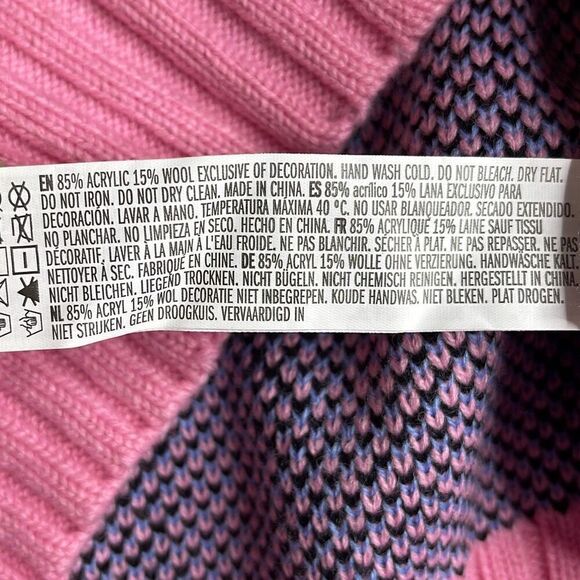 EN 85% ACRYLIC 15% WOOL EXCLUSIVE OF DECORATION. HAND WASH COLD. DO NOT BLEACH. DRY FLAT.
DO NOT IRON. DO NOT DRY CLEAN. MADE IN CHINA. ES 85% acrílico 15% LANA EXCLUSIVO PARA
DECORACIÓN. LAVAR A MANO. TEMPERATURA MÁXIMA 40 °C. NO USAR BLANQUEADOR. SECADO EXTENDIDO.
NO PLANCHAR. NO LIMPIEZA EN SECO. HECHO EN CHINA. FR 85% ACRYLIQUE 15% LAINE SAUF TISSU
DÉCORATIF, LAVER À LA MAIN À L'EAU FROIDE. NE PAS BLANCHIR. SÉCHER À PLAT. NE PAS REPASSER. NE PAS
NETTOYER À SEC. FABRIQUÉ EN CHINE. DE 85% ACRYL 15% WOLLE OHNE VERZIERUNG. HANDWÄSCHE KALT.
NICHT BLEICHEN. LIEGEND TROCKNEN. NICHT BÜGELN. NICHT CHEMISCH REINIGEN. HERGESTELLT IN CHINA.
NL 85% ACRYL 15% WOL DECORATIE NIET INBEGREPEN. KOUDE HANDWAS. NIET BLEKEN. PLAT DROGEN.
NIET STRIJKEN. GEEN DROOGKUIS. VERVAARDIGD IN